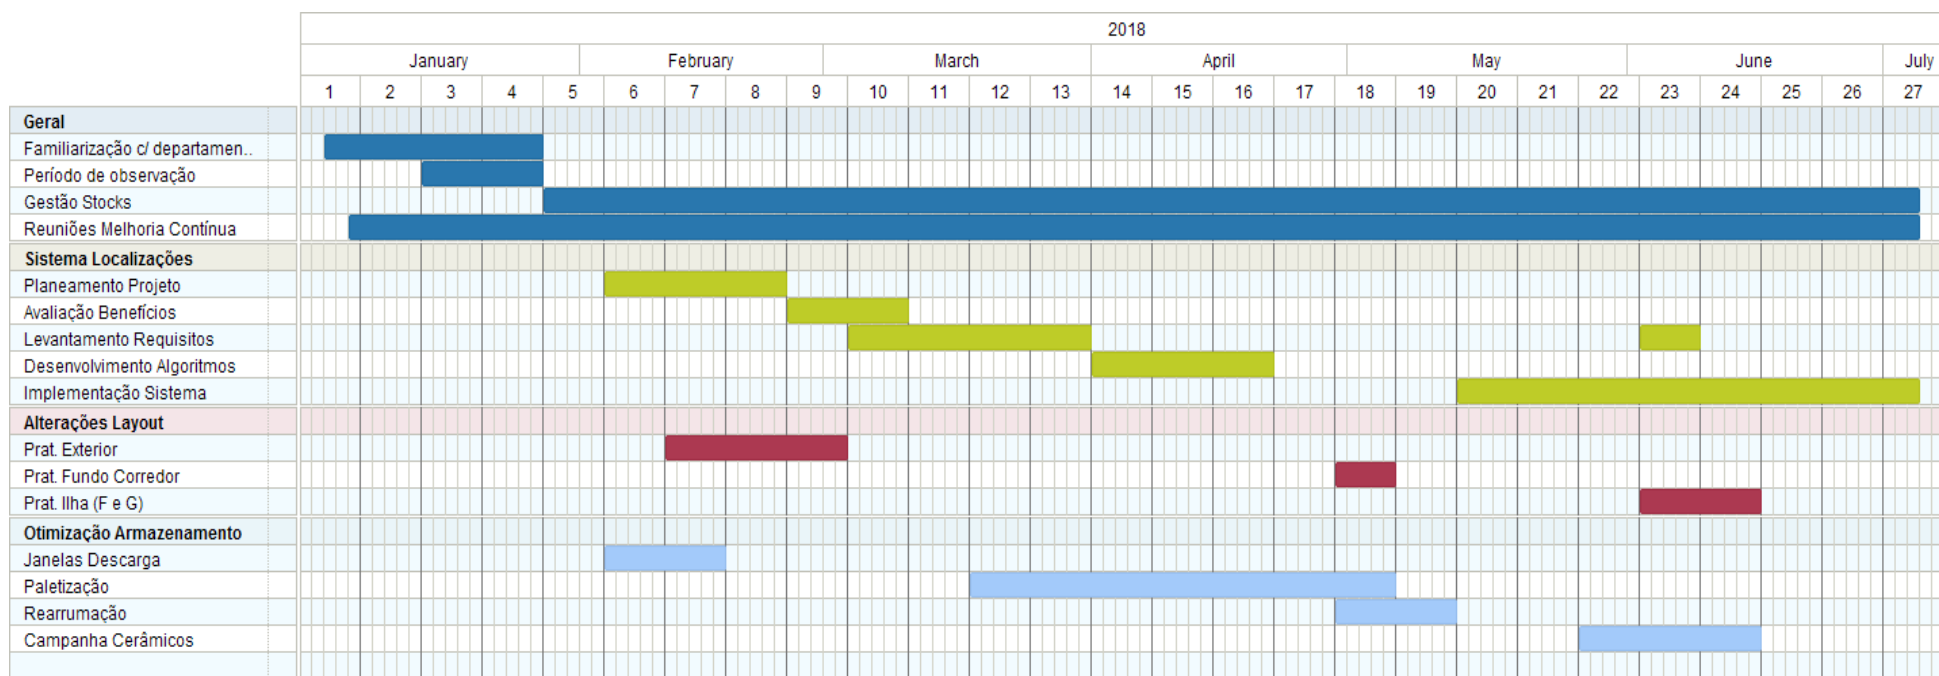 2018
January February March April May June July
1 2 3 4 5 6 7 8 9 10 11 12 13 14 15 16 17 18 19 20 21 22 23 24 25 26 27
Geral
Familiarização c/ departamen..
Período de observação
Gestão Stocks
Reuniões Melhoria Contínua
Sistema Localizações
Planeamento Projeto
Avaliação Benefícios
Levantamento Requisitos
Desenvolvimento Algoritmos
Implementação Sistema
Alterações Layout
Prat. Exterior
Prat. Fundo Corredor
Prat. Ilha (F e G)
Otimização Armazenamento
Janelas Descarga
Paletização
Rearrumação
Campanha Cerâmicos